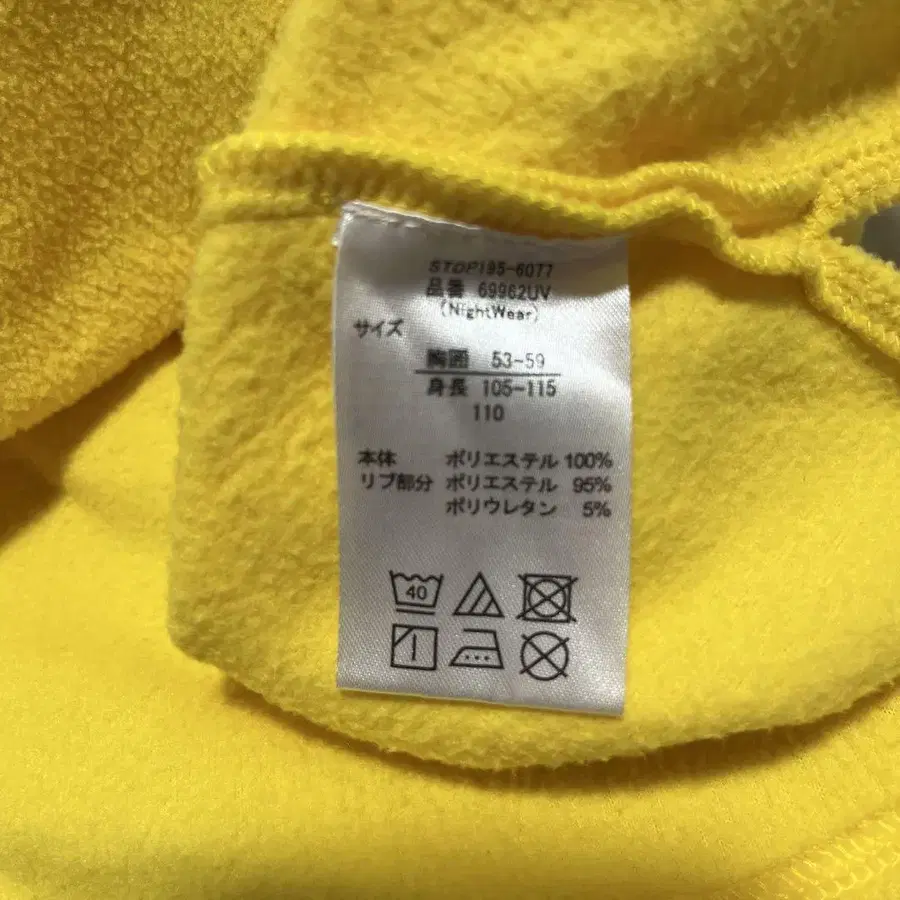 STOP195-6077
品番 69962UV
(NightWear)
サイズ
胸囲 53-59
身長 105-115
110
本体 ポリエステル 100%
リブ部分 ポリエステル 95%
ポリウレタン 5%
40